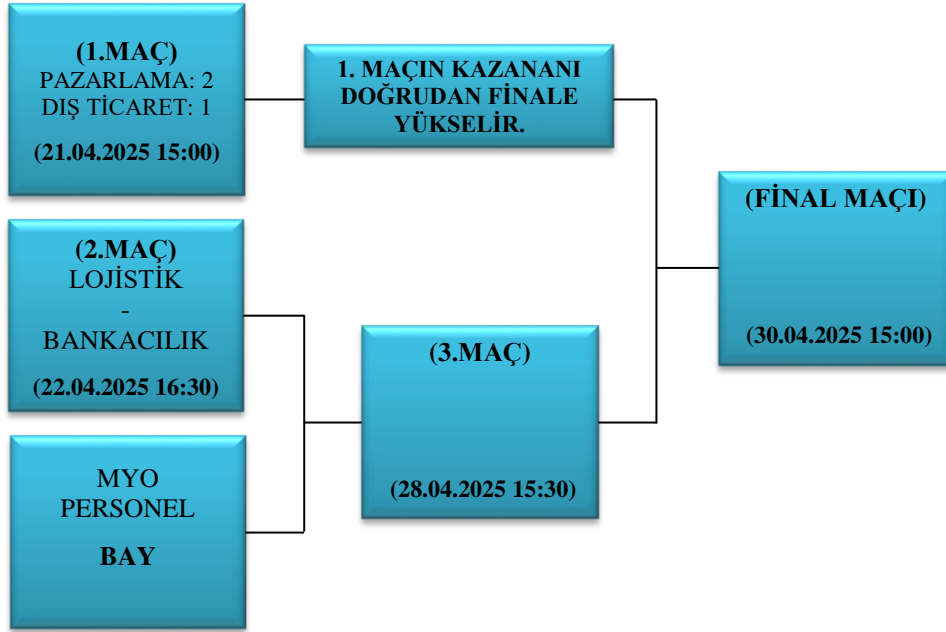 (1.MAÇ)
PAZARLAMA: 2
DIŞ TİCARET: 1
(21.04.2025 15:00)
1. MAÇIN KAZANANI
DOĞRUDAN FİNALE
YÜKSELİR.
(2.MAÇ)
LOJİSTİK
-
BANKACILIK
(22.04.2025 16:30)
MYO
PERSONEL
BAY
(3.MAÇ)
(28.04.2025 15:30)
(FİNAL MAÇI)
(30.04.2025 15:00)